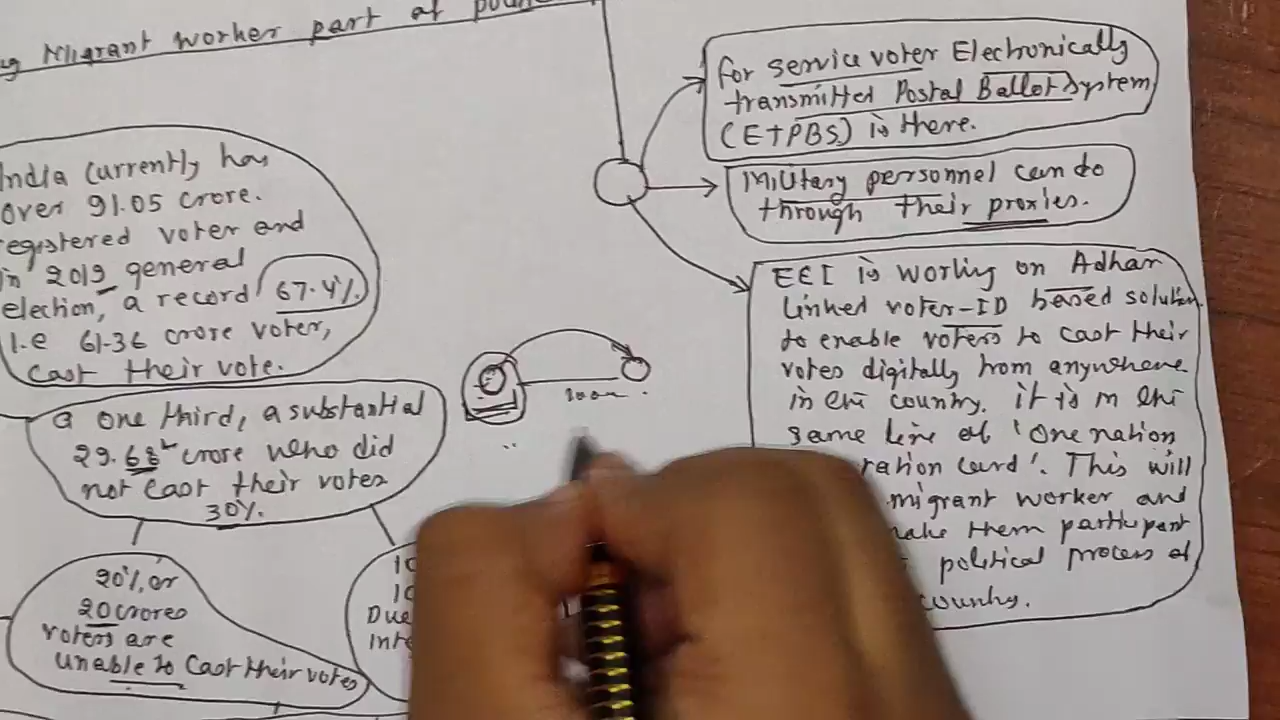 Migrant worker part of
India currently has
over 91.05 crore.
registered voter and
in 2019 general
election, a record 67.4%.
I.e 61.36 crore voter,
cast their vote.
a one third, a substantial
29.68 crore who did
not cast their votes
30%.
20%, or
20 crores
voters are
unable to cast their votes
Due
Inte
100m.
for service voter Electronically
transmitted Postal Ballot System
(ETPBS) is there.
Military personnel can do
through their proxies.
EEI is working on Adhar
linked voter-ID based solution
to enable voters to cast their
votes digitally from anywhere
in the country. it is in the
same line of 'one nation
ration card'. This will
migrant worker and
make them participant
political process of
country.